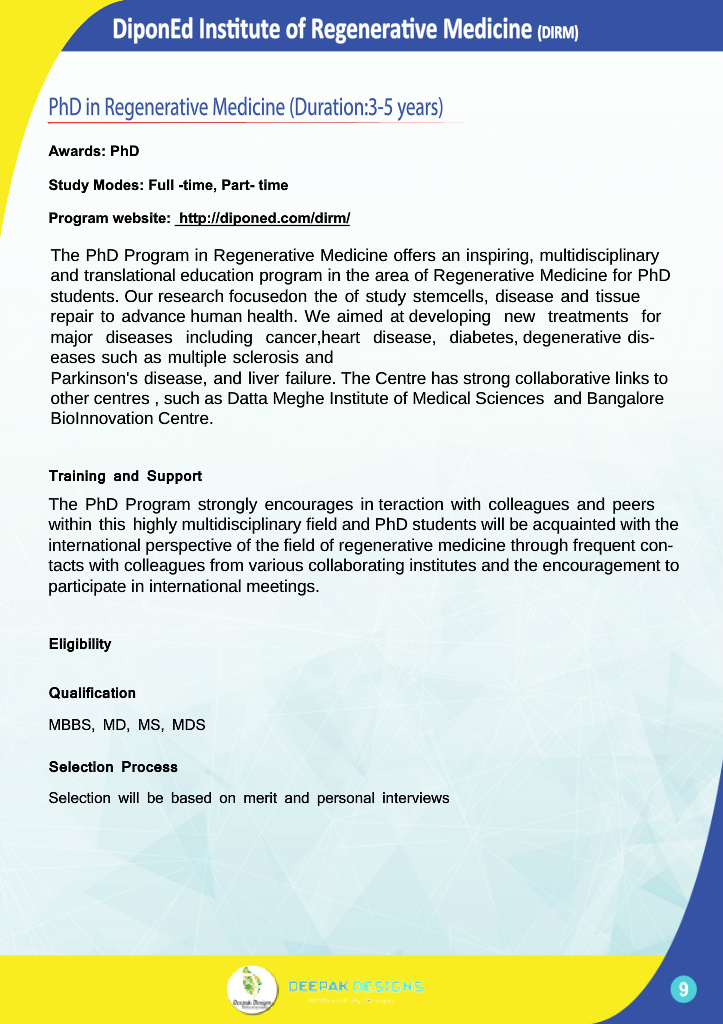 DiponEd Institute of Regenerative Medicine (DIRM)
PhD in Regenerative Medicine (Duration:3-5 years)
Awards: PhD
Study Modes: Full -time, Part- time
Program website: http://diponed.com/dirm/
The PhD Program in Regenerative Medicine offers an inspiring, multidisciplinary
and translational education program in the area of Regenerative Medicine for PhD
students. Our research focusedon the of study stemcells, disease and tissue
repair to advance human health. We aimed at developing new treatments for
major diseases including cancer,heart disease, diabetes, degenerative dis-
eases such as multiple sclerosis and
Parkinson's disease, and liver failure. The Centre has strong collaborative links to
other centres , such as Datta Meghe Institute of Medical Sciences and Bangalore
BioInnovation Centre.
Training and Support
The PhD Program strongly encourages in teraction with colleagues and peers
within this highly multidisciplinary field and PhD students will be acquainted with the
international perspective of the field of regenerative medicine through frequent con-
tacts with colleagues from various collaborating institutes and the encouragement to
participate in international meetings.
Eligibility
Qualification
MBBS, MD, MS, MDS
Selection Process
Selection will be based on merit and personal interviews
Deepak Designs
DEEPAK DESIGNS
9